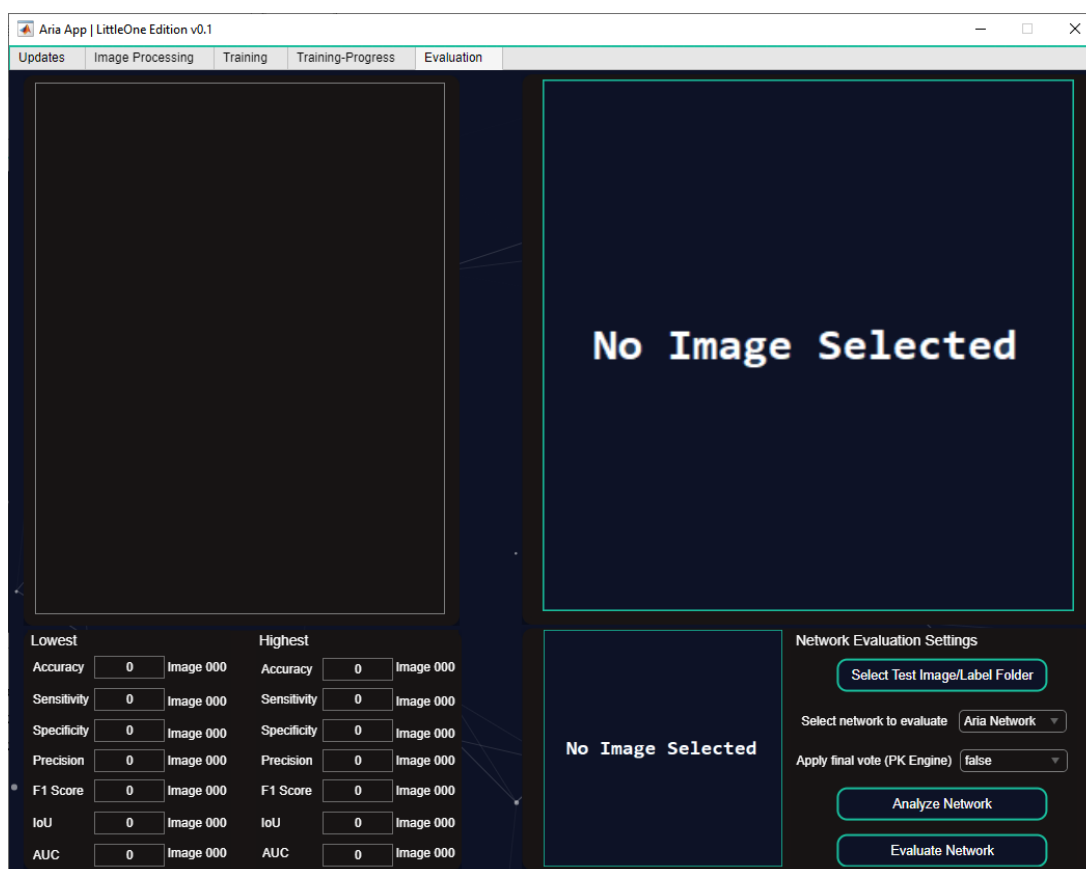 Aria App | LittleOne Edition v0.1
Updates Image Processing Training Training-Progress Evaluation
No Image Selected
Lowest Highest
Accuracy 0 Image 000 Accuracy 0 Image 000
Sensitivity 0 Image 000 Sensitivity 0 Image 000
Specificity 0 Image 000 Specificity 0 Image 000
Precision 0 Image 000 Precision 0 Image 000
F1 Score 0 Image 000 F1 Score 0 Image 000
IoU 0 Image 000 IoU 0 Image 000
AUC 0 Image 000 AUC 0 Image 000
No Image Selected
Network Evaluation Settings
Select Test Image/Label Folder
Select network to evaluate Aria Network
Apply final vote (PK Engine) false
Analyze Network
Evaluate Network